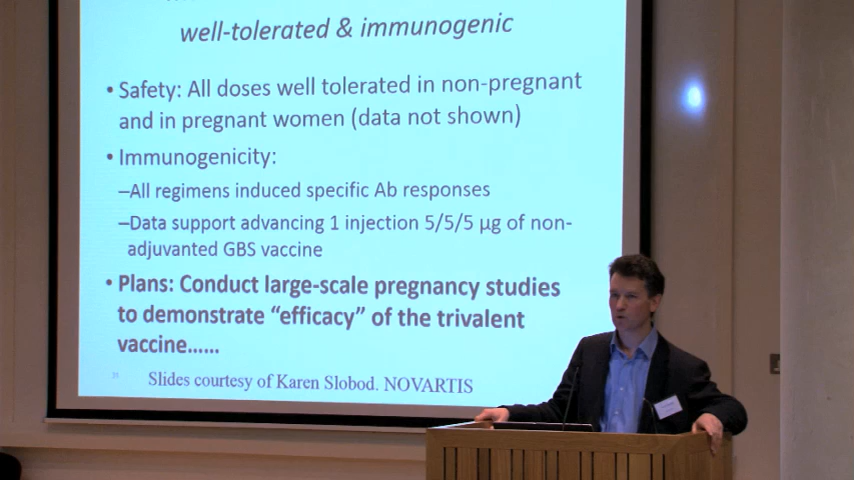 well-tolerated & immunogenic
• Safety: All doses well tolerated in non-pregnant
and in pregnant women (data not shown)
• Immunogenicity:
–All regimens induced specific Ab responses
–Data support advancing 1 injection 5/5/5 µg of non-
adjuvanted GBS vaccine
• Plans: Conduct large-scale pregnancy studies
to demonstrate “efficacy” of the trivalent
vaccine......
Slides courtesy of Karen Slobod. NOVARTIS